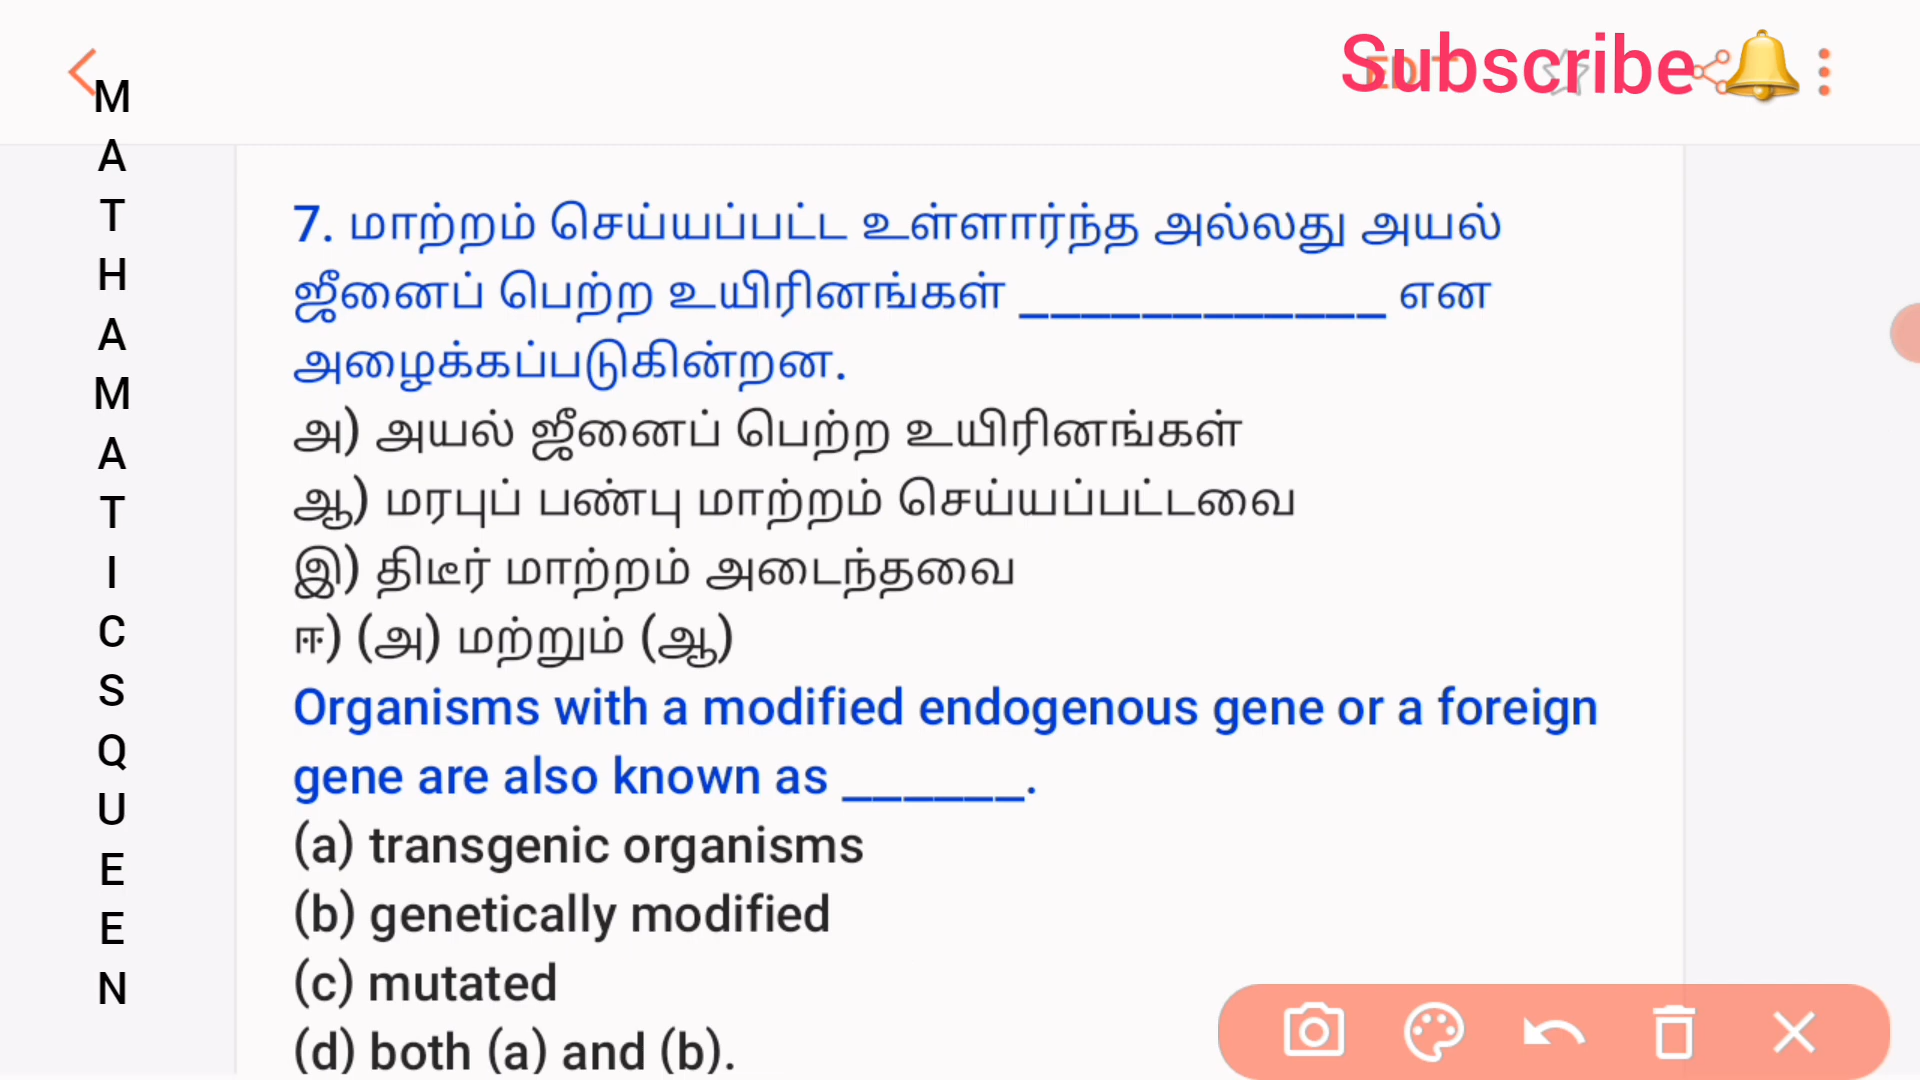 Subscribe🔔
MATHAMATICSQUEEN
7. மாற்றம் செய்யப்பட்ட உள்ளார்ந்த அல்லது அயல்
ஜீனைப் பெற்ற உயிரினங்கள் ____________ என
அழைக்கப்படுகின்றன.
அ) அயல் ஜீனைப் பெற்ற உயிரினங்கள்
ஆ) மரபுப் பண்பு மாற்றம் செய்யப்பட்டவை
இ) திடீர் மாற்றம் அடைந்தவை
ஈ) (அ) மற்றும் (ஆ)
Organisms with a modified endogenous gene or a foreign
gene are also known as ______.
(a) transgenic organisms
(b) genetically modified
(c) mutated
(d) both (a) and (b).